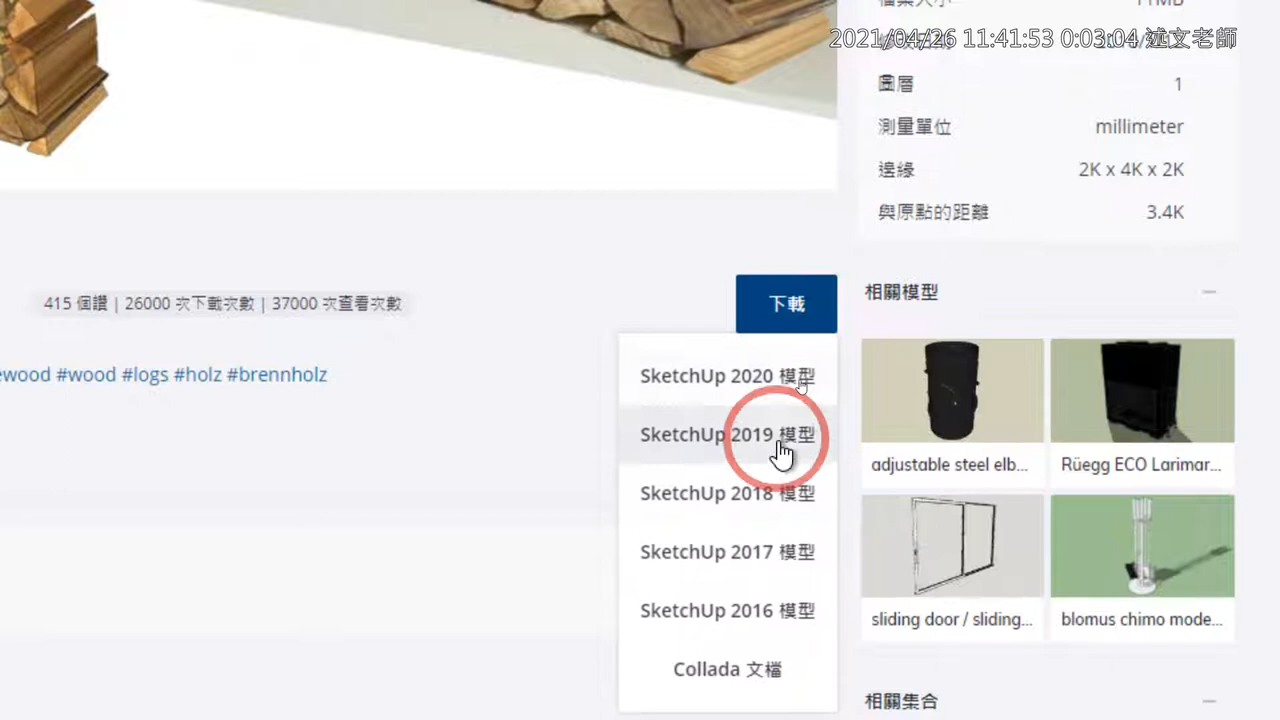 2021/04/26 11:41:53 0:03:04 述文老師
圖層 1
測量單位 millimeter
邊緣 2K x 4K x 2K
與原點的距離 3.4K
415 個讚 | 26000 次下載次數 | 37000 次查看次數
下載
相關模型
ewood #wood #logs #holz #brennholz
SketchUp 2020 模型
SketchUp 2019 模型
SketchUp 2018 模型
SketchUp 2017 模型
SketchUp 2016 模型
Collada 文檔
adjustable steel elb...
Rüegg ECO Larimar...
sliding door / sliding...
blomus chimo mode...
相關集合